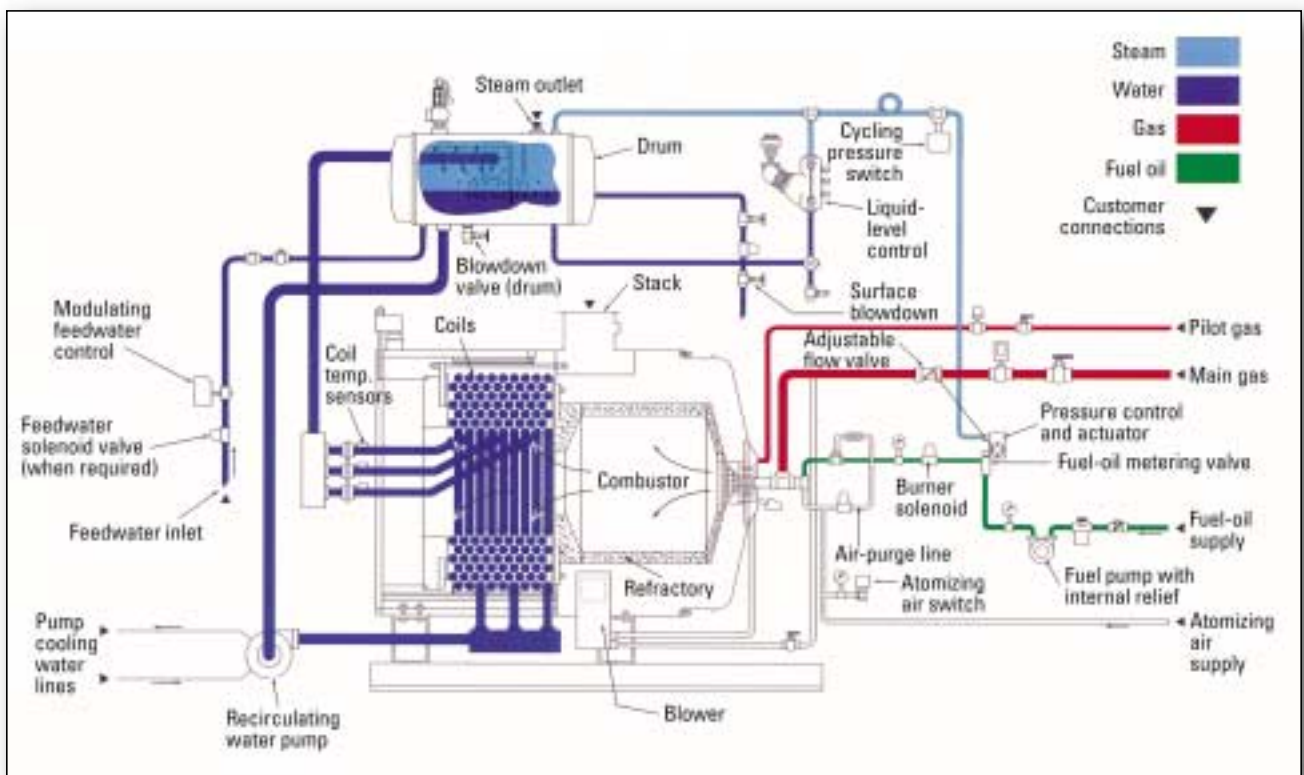 Steam
Water
Gas
Fuel oil
Customer
connections
Steam outlet
Drum
Cycling
pressure
switch
Liquid-
level
control
Blowdown
valve (drum)
Stack
Surface
blowdown
Modulating
feedwater
control
Coils
Coil
temp.
sensors
Adjustable
flow valve
Pilot gas
Main gas
Feedwater
solenoid valve
(when required)
Pressure control
and actuator
Fuel-oil metering valve
Combustor
Burner
solenoid
Feedwater inlet
Fuel-oil
supply
Air-purge line
Refractory
Atomizing
air switch
Fuel pump with
internal relief
Pump
cooling
water
lines
Atomizing
air
supply
Recirculating
water pump
Blower